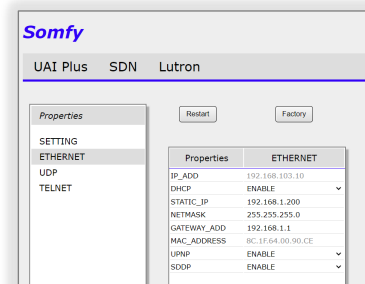 Somfy
UAI Plus SDN Lutron
Properties
SETTING
ETHERNET
UDP
TELNET
Restart Factory
Properties ETHERNET
IP_ADD 192.168.103.10
DHCP ENABLE
STATIC_IP 192.168.1.200
NETMASK 255.255.255.0
GATEWAY_ADD 192.168.1.1
MAC_ADDRESS 8C.1F.64.00.90.CE
UPNP ENABLE
SDDP ENABLE